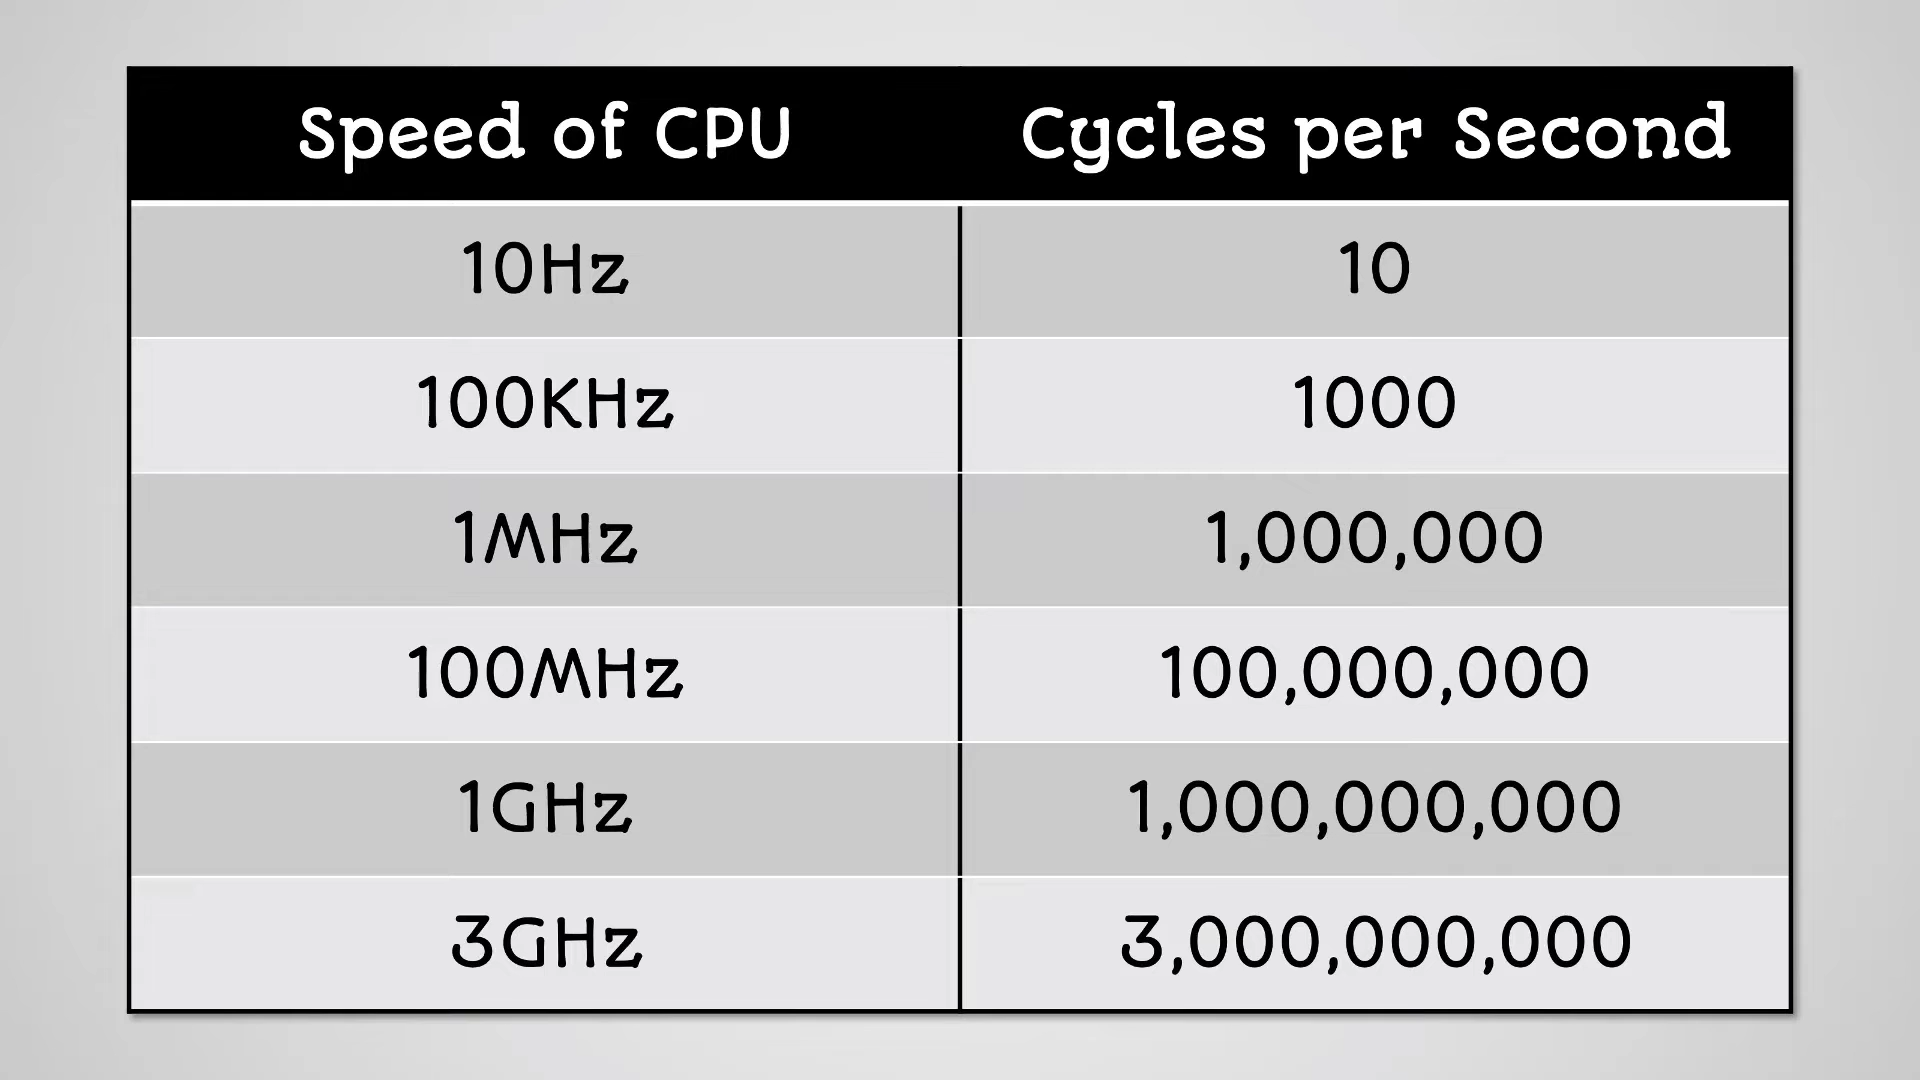 Speed of CPU Cycles per Second
10Hz 10
100KHz 1000
1MHz 1,000,000
100MHz 100,000,000
1GHz 1,000,000,000
3GHz 3,000,000,000